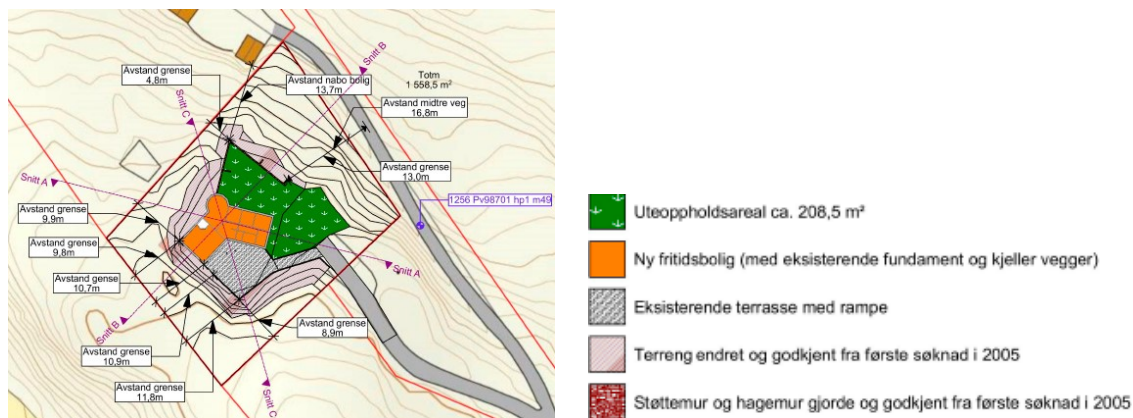 Avstand grense
4,8m
Snitt B
Totm
1 558,5 m²
Avstand nabo bolig
13,7m
Avstand midtre veg
16,8m
Snitt C
Avstand grense
13,0m
Snitt A
1256 Pv98701 hp1 m49
Avstand grense
9,9m
Avstand grense
9,8m
Avstand gense
10,7m
Snitt A
Snitt B
Avstand grense
8,9m
Avstand grense
10,9m
Avstand grense
11,8m
Snitt C
Uteoppholdsareal ca. 208,5 m²
Ny fritidsbolig (med eksisterende fundament og kjeller vegger)
Eksisterende terrasse med rampe
Terreng endret og godkjent fra første søknad i 2005
Støttemur og hagemur gjorde og godkjent fra første søknad i 2005